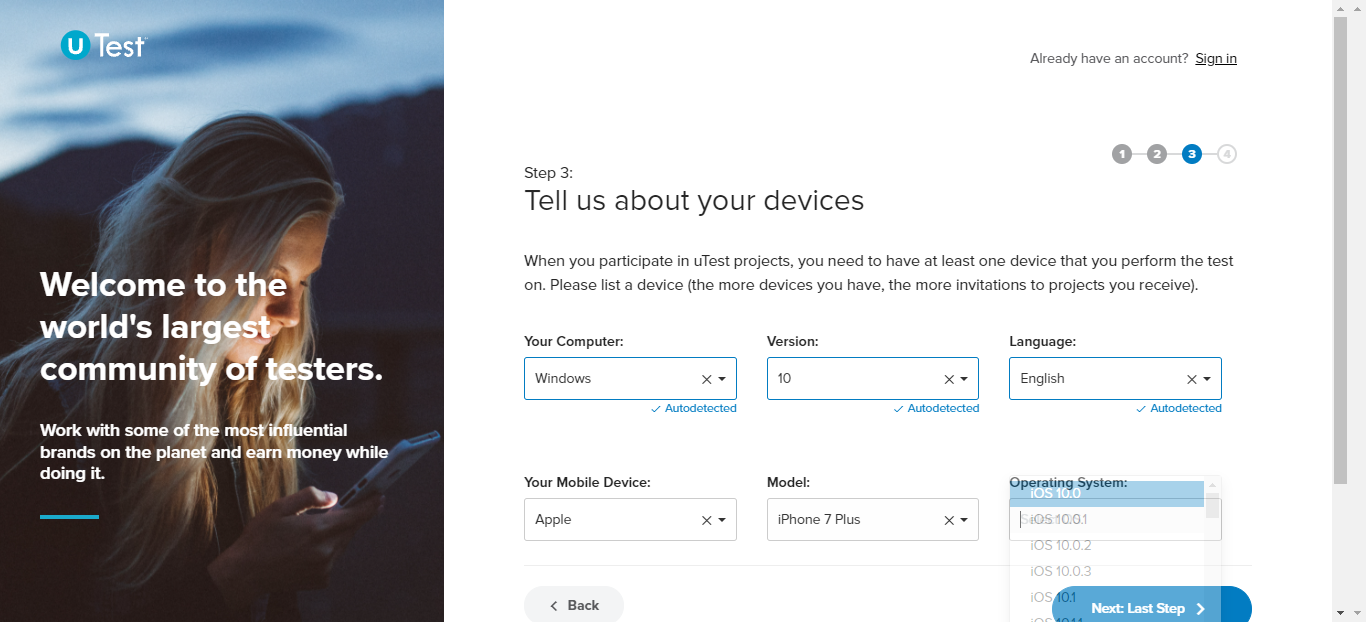 U Test
Already have an account? Sign in
1 2 3 4
Step 3:
Tell us about your devices
Welcome to the
world's largest
community of testers.
Work with some of the most influential
brands on the planet and earn money while
doing it.
When you participate in uTest projects, you need to have at least one device that you perform the test
on. Please list a device (the more devices you have, the more invitations to projects you receive).
Your Computer: Version: Language:
Windows 10 English
Autodetected Autodetected Autodetected
Your Mobile Device: Model: Operating System:
iOS 10.0
Apple iPhone 7 Plus iOS 10.0.1
iOS 10.0.2
iOS 10.0.3
iOS 10.1
Back Next: Last Step